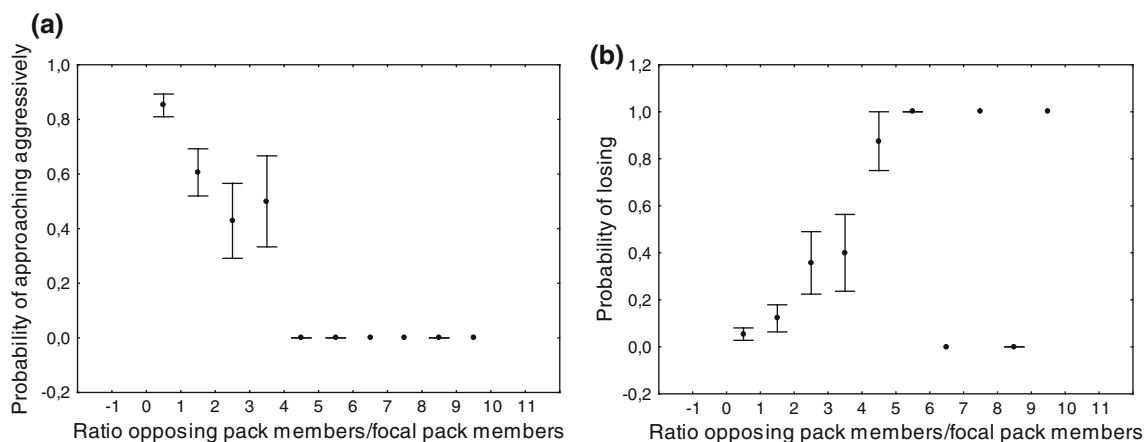 (a)
Probability of approaching aggressively
1,0
0,8
0,6
0,4
0,2
0,0
-0,2
-1 0 1 2 3 4 5 6 7 8 9 10 11
Ratio opposing pack members/focal pack members
(b)
Probability of losing
1,2
1,0
0,8
0,6
0,4
0,2
0,0
-0,2
-1 0 1 2 3 4 5 6 7 8 9 10 11
Ratio opposing pack members/focal pack members